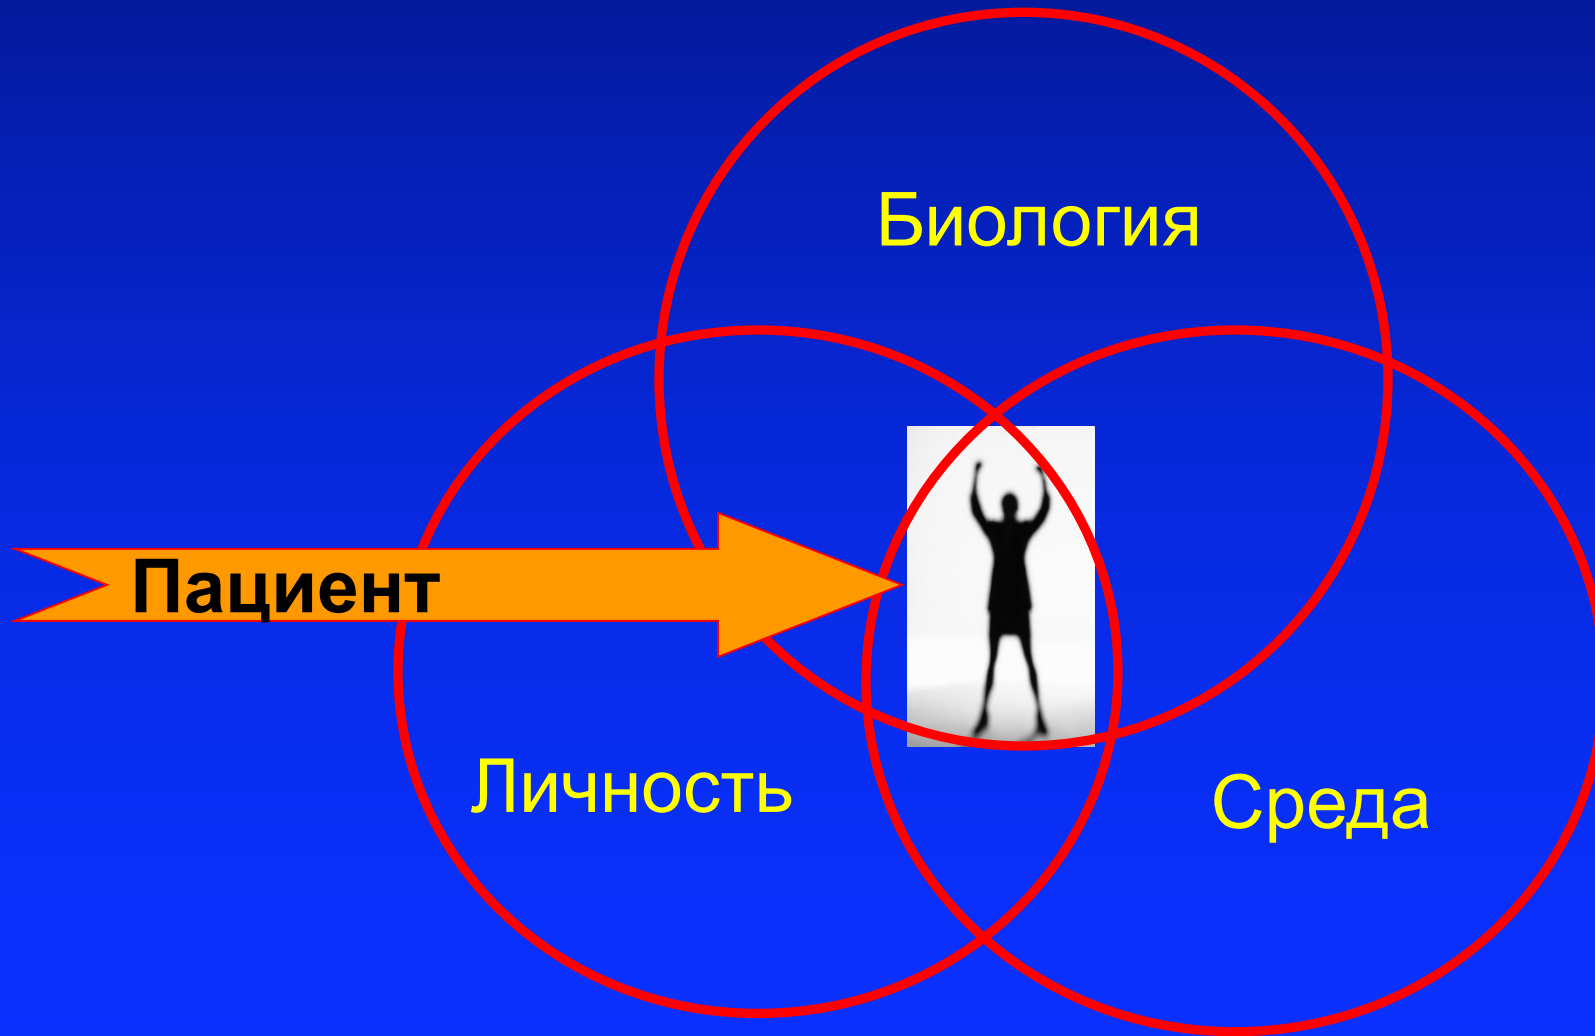 Биология
Пациент
Личность
Среда